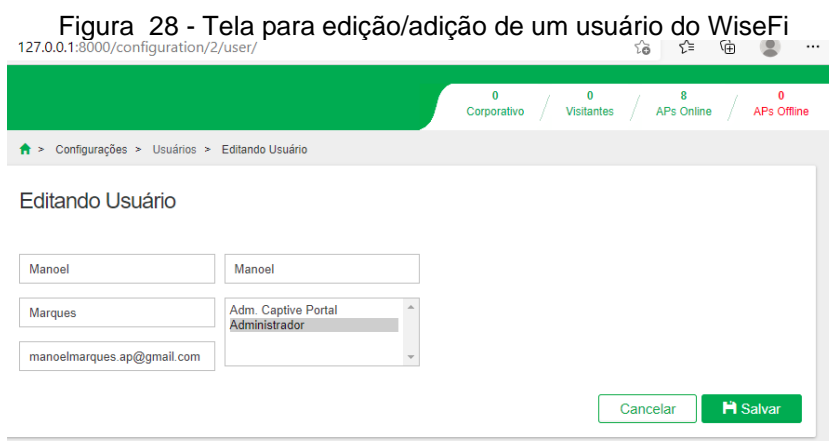 Figura 28 - Tela para edição/adição de um usuário do WiseFi
127.0.0.1:8000/configuration/2/user/
0 0 8 0
Corporativo / Visitantes / APs Online / APs Offline
> Configurações > Usuários > Editando Usuário
Editando Usuário
Manoel Manoel
Marques Adm. Captive Portal
Administrador
manoelmarques.ap@gmail.com
Cancelar Salvar